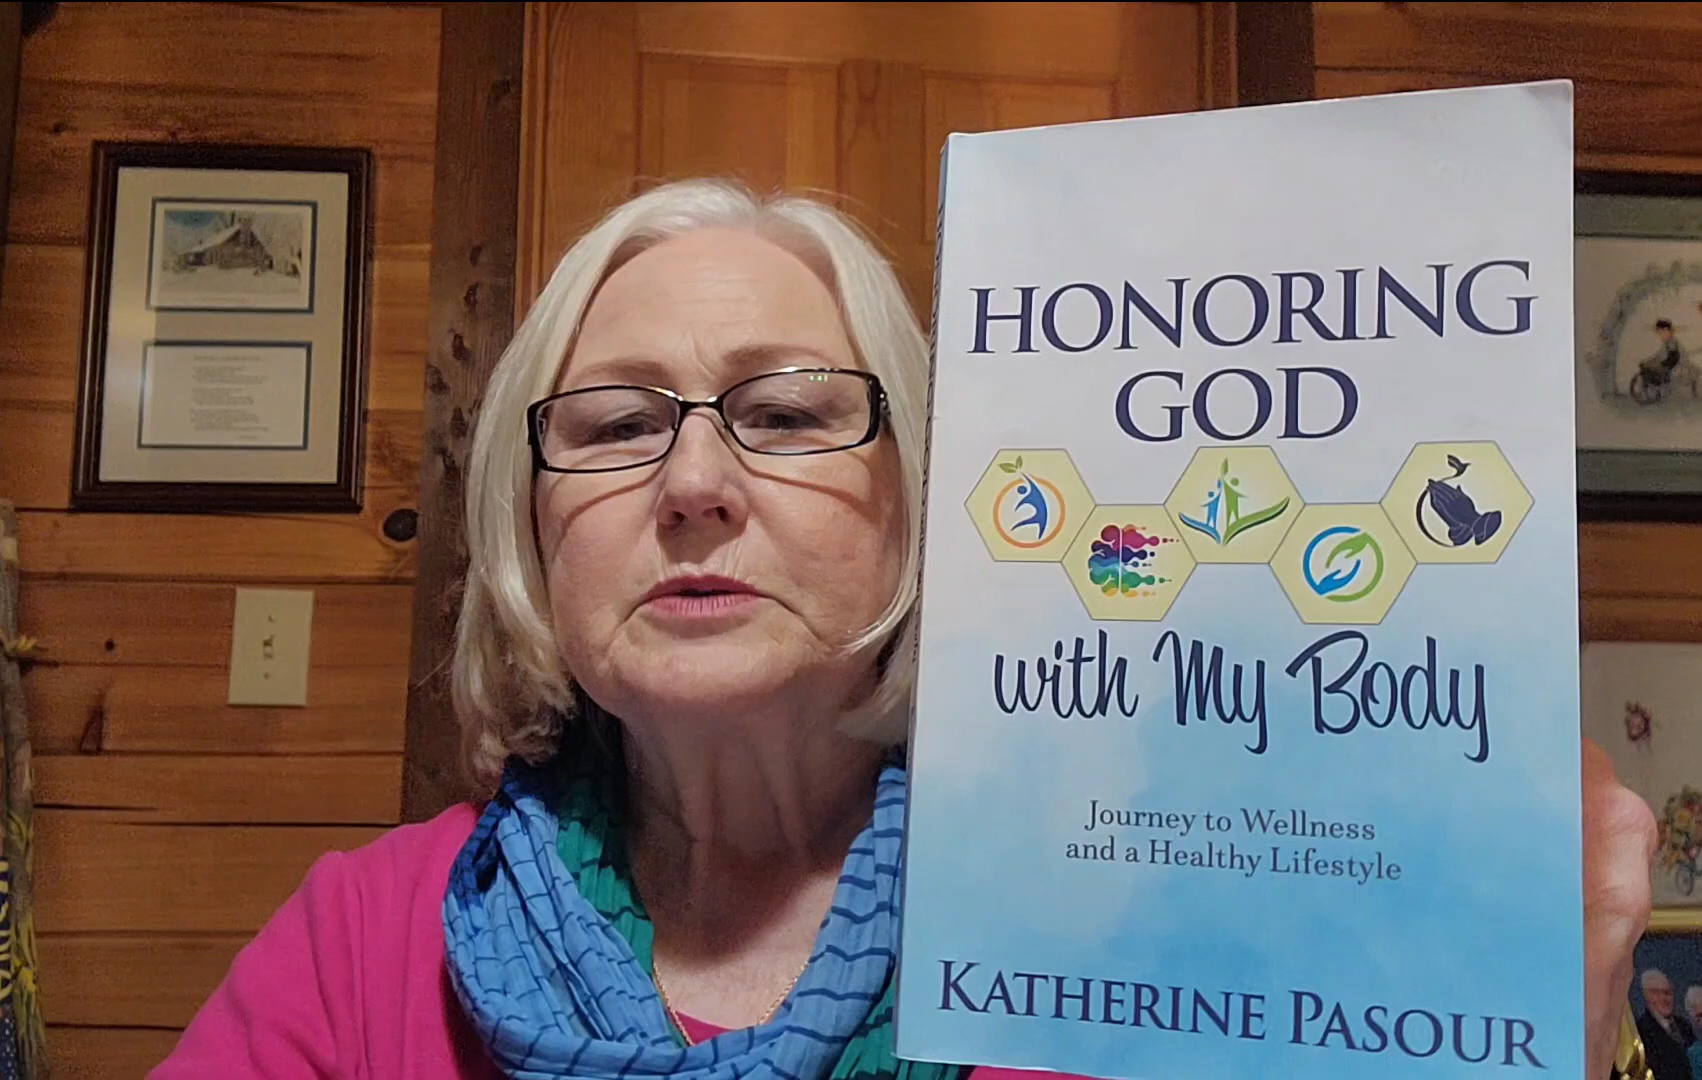 HONORING
GOD
with My Body
Journey to Wellness
and a Healthy Lifestyle
KATHERINE PASOUR